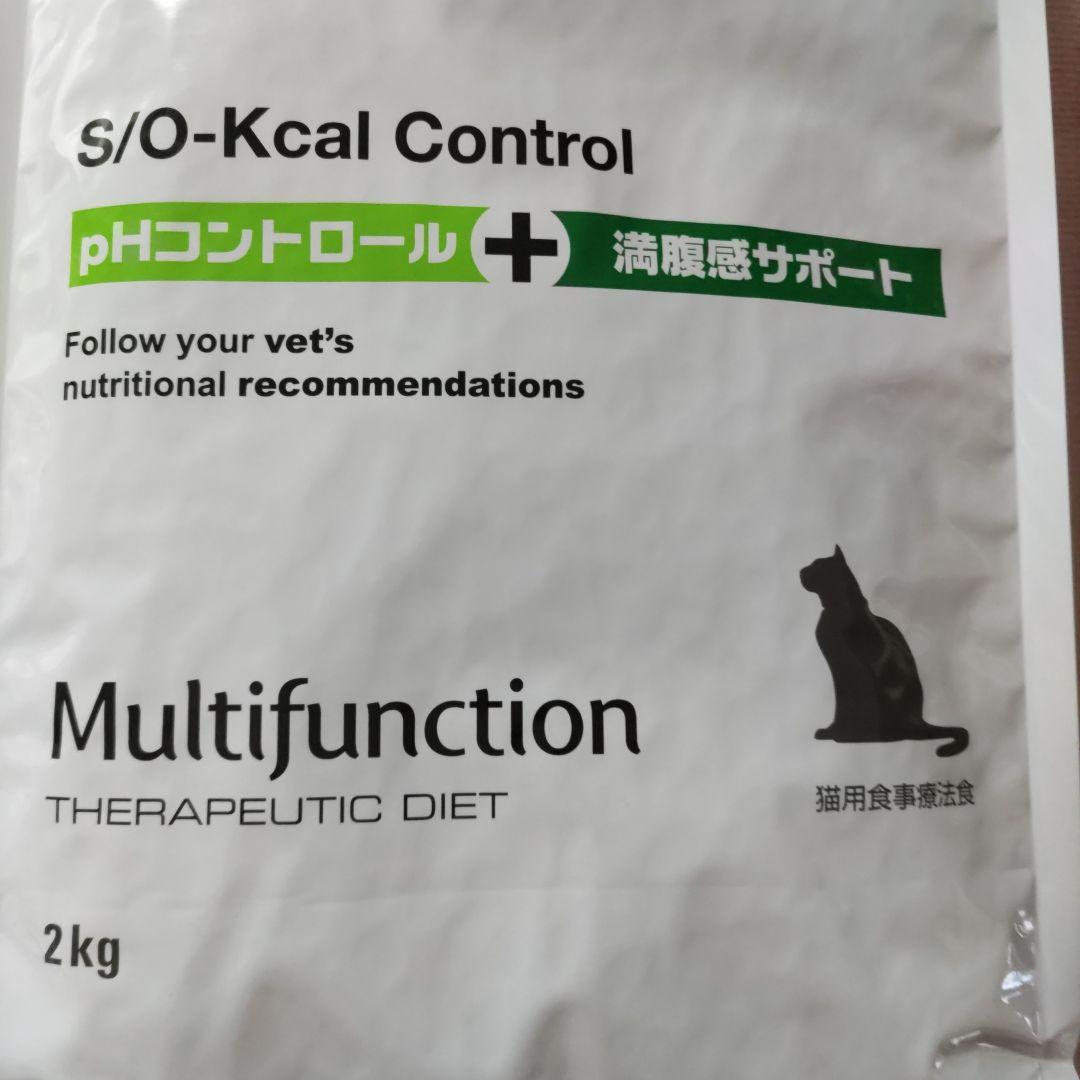 S/O-Kcal Control
pHコントロール + 満腹感サポート
Follow your vet's
nutritional recommendations
Multifunction
THERAPEUTIC DIET
猫用食事療法食
2kg